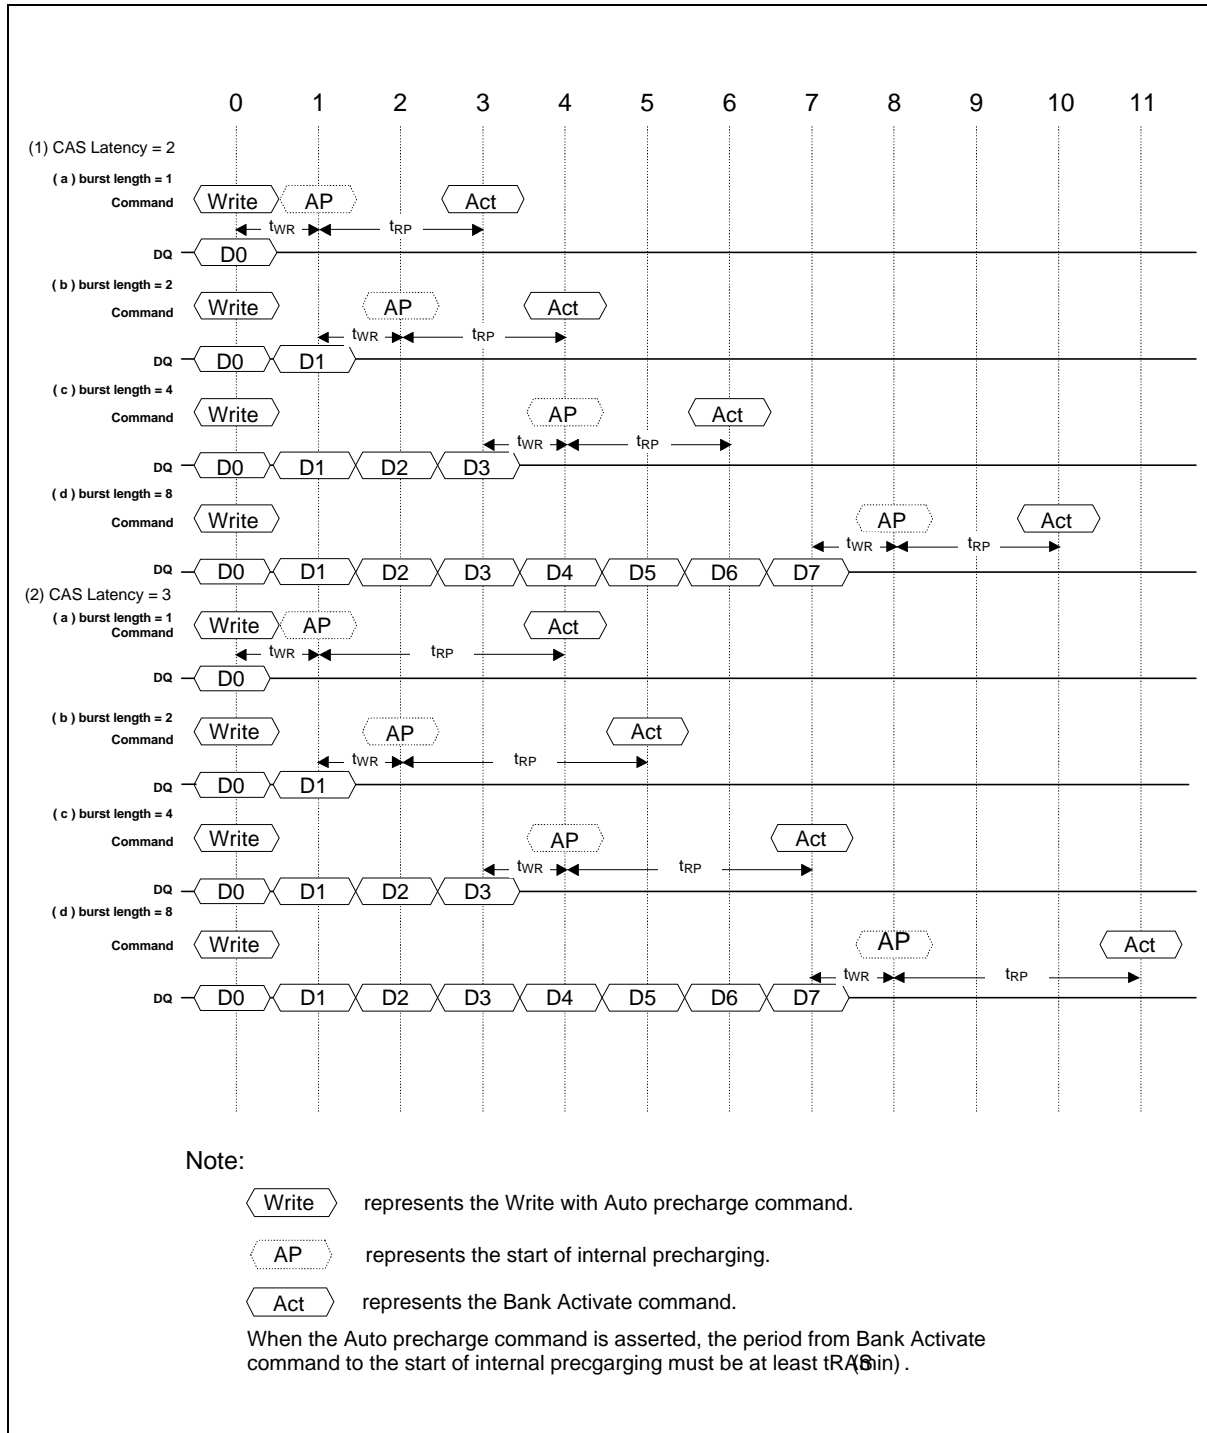 0 1 2 3 4 5 6 7 8 9 10 11
(1) CAS Latency = 2
( a ) burst length = 1
Command Write AP Act
tWR tRP
DQ D0
( b ) burst length = 2
Command Write AP Act
tWR tRP
DQ D0 D1
( c ) burst length = 4
Command Write AP Act
tWR tRP
DQ D0 D1 D2 D3
( d ) burst length = 8
Command Write AP Act
tWR tRP
DQ D0 D1 D2 D3 D4 D5 D6 D7
(2) CAS Latency = 3
( a ) burst length = 1
Command Write AP Act
tWR tRP
DQ D0
( b ) burst length = 2
Command Write AP Act
tWR tRP
DQ D0 D1
( c ) burst length = 4
Command Write AP Act
tWR tRP
DQ D0 D1 D2 D3
( d ) burst length = 8
Command Write AP Act
tWR tRP
DQ D0 D1 D2 D3 D4 D5 D6 D7
Note:
Write represents the Write with Auto precharge command.
AP represents the start of internal precharging.
Act represents the Bank Activate command.
When the Auto precharge command is asserted, the period from Bank Activate
command to the start of internal precgarging must be at least tRAS(min) .